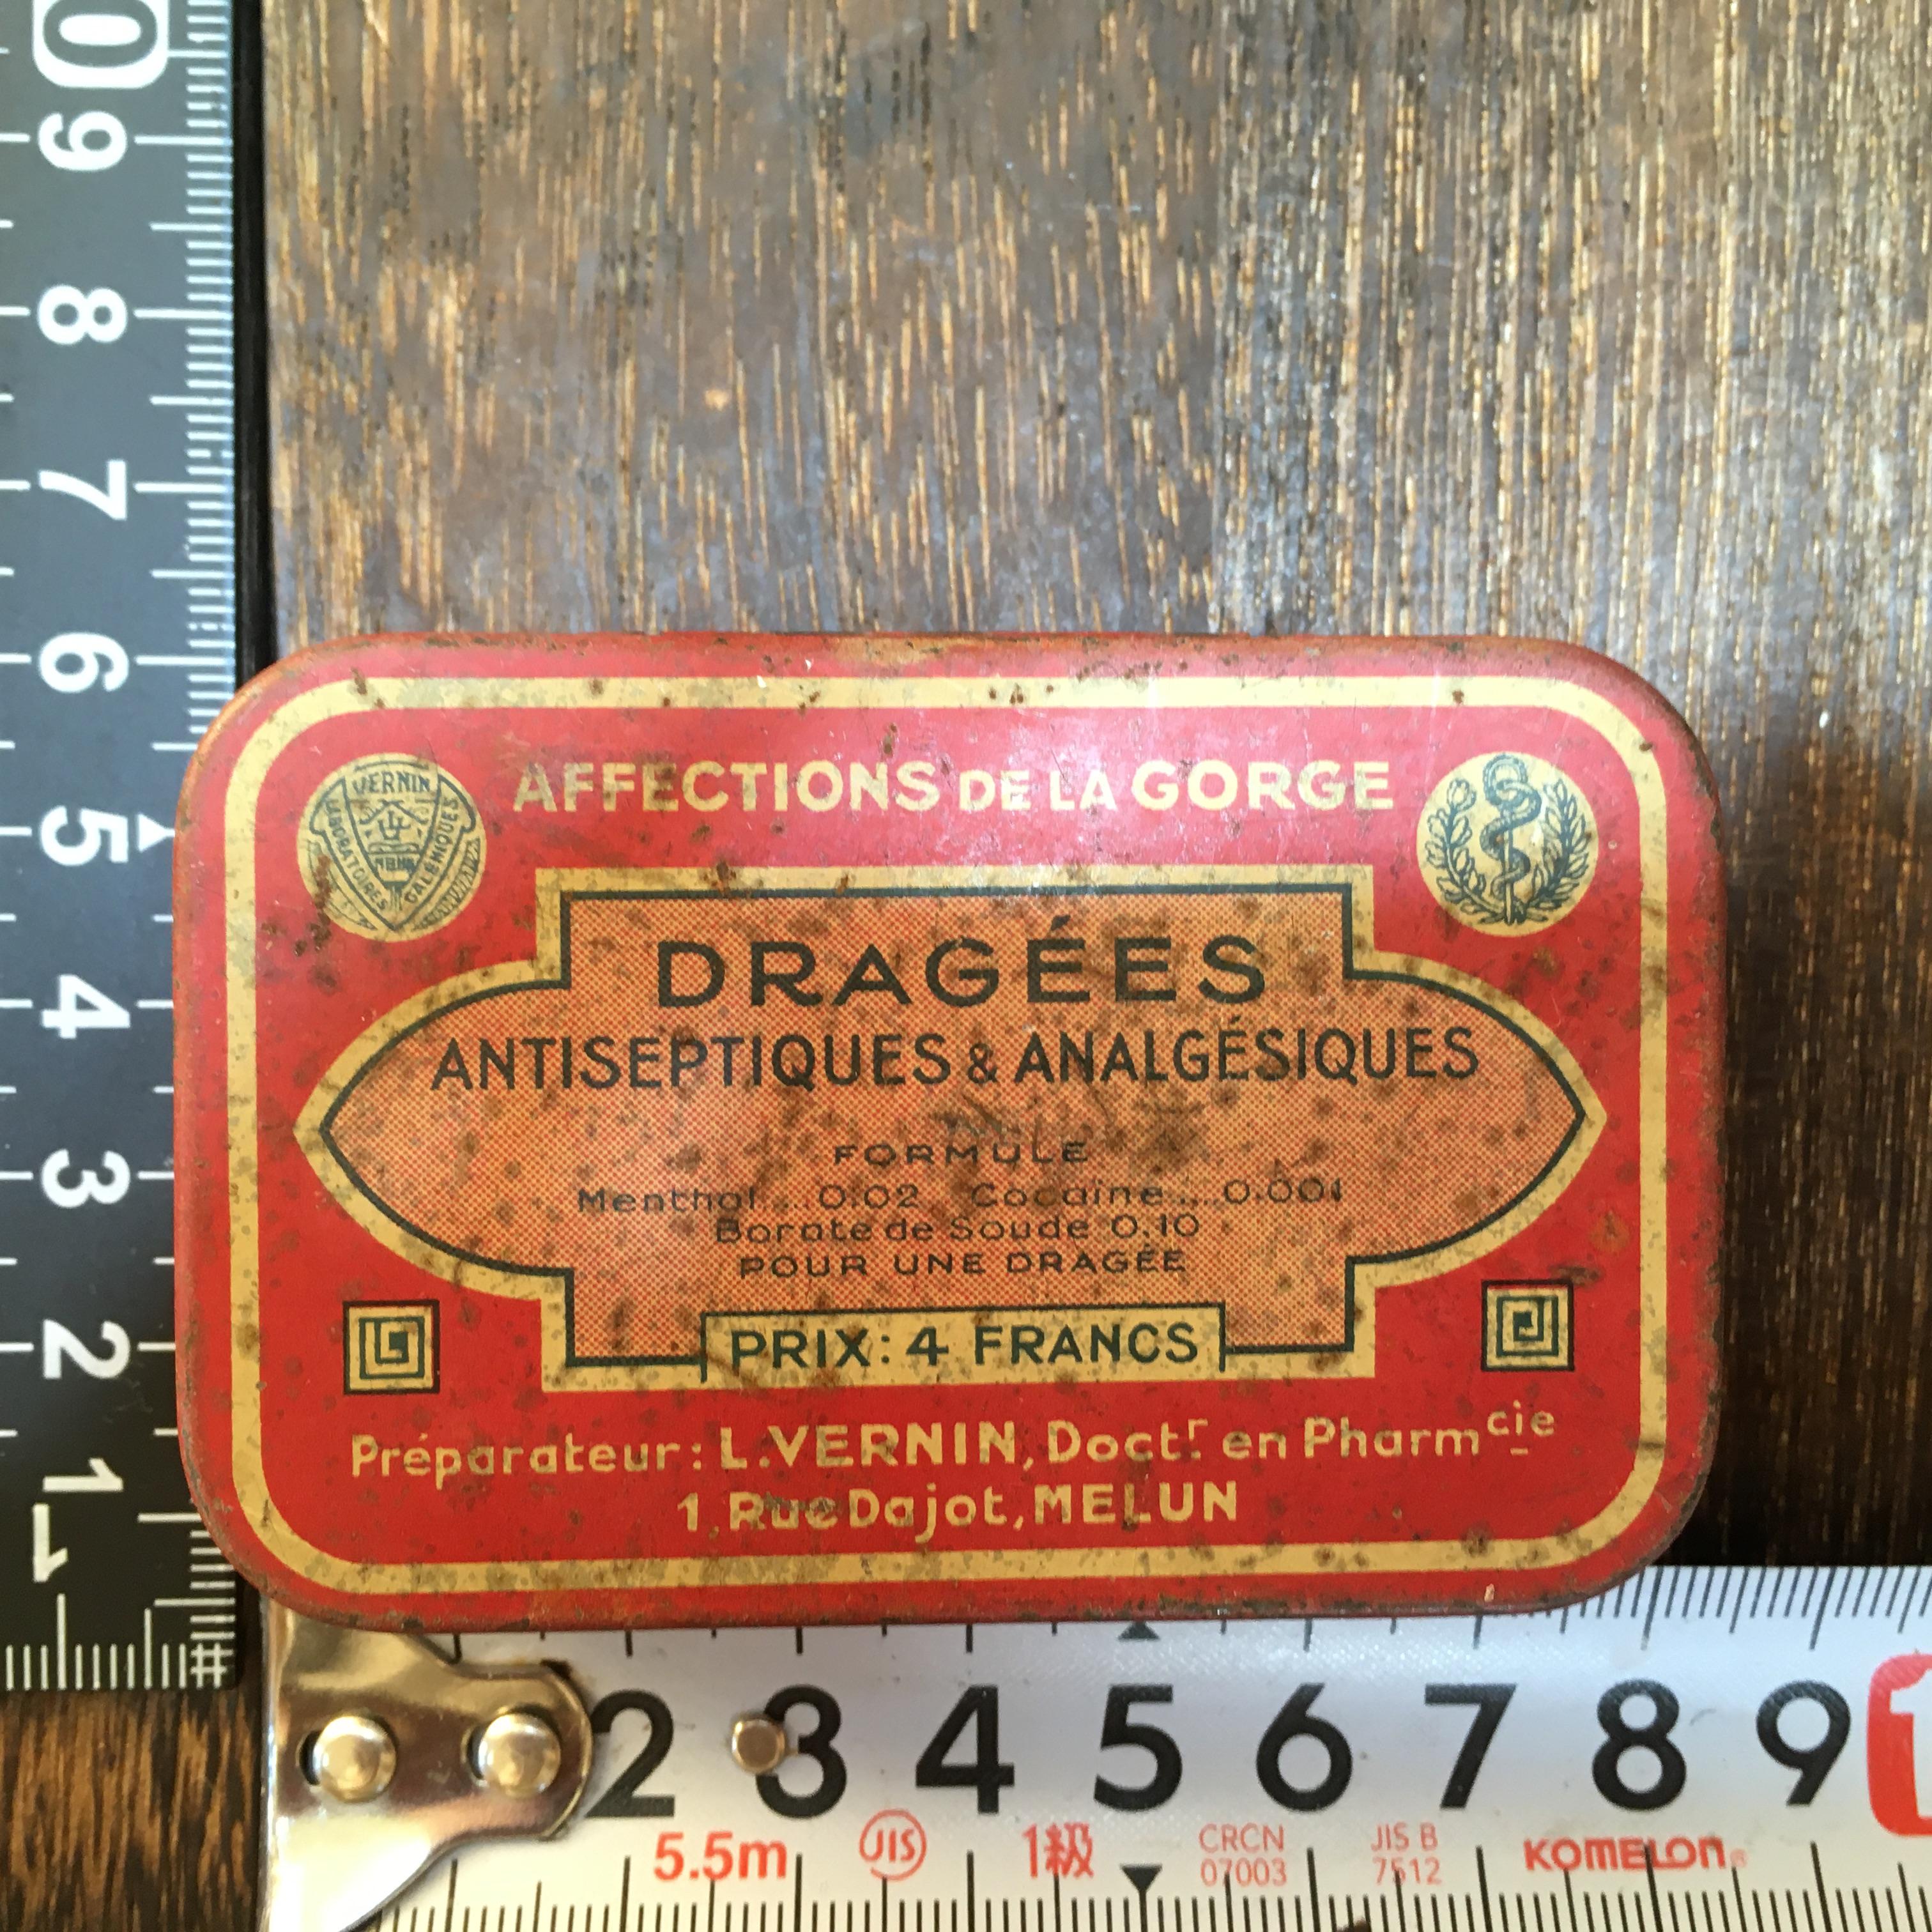 0
9
8
7
6
5
4
3
2
1
VERNIN
LABORATOIRES GALÉNIQUES
AFFECTIONS DE LA GORGE
DRAGÉES
ANTISEPTIQUES & ANALGÉSIQUES
FORMULE
Menthol....0.02 Cocaïne....0.001
Borate de Soude 0.10
POUR UNE DRAGÉE
PRIX: 4 FRANCS
Préparateur: L.VERNIN, Doctr. en Pharmcie
1, Rue Dajot, MELUN
2 3 4 5 6 7 8 9 1
5.5m JIS 1級 CRCN 07003 JIS B 7512 KOMELON®